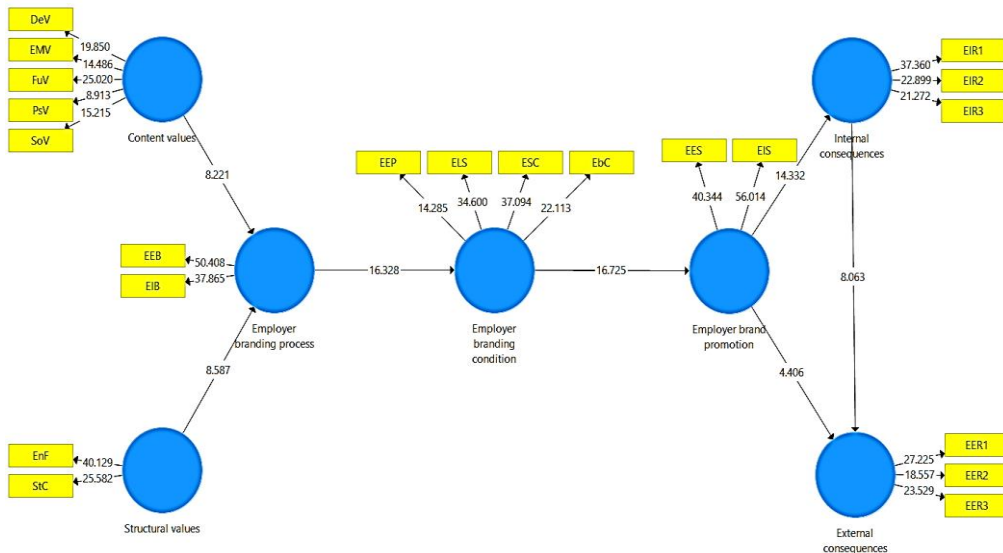 DeV
EMV
FuV
PsV
SoV
19.850
14.486
25.020
8.913
15.215
Content values
8.221
EEB
EIB
50.408
37.865
Employer
branding process
8.587
EnF
StC
40.129
25.582
Structural values
16.328
EEP
ELS
ESC
EbC
14.285
34.600
37.094
22.113
Employer
branding
condition
16.725
EES
EIS
40.344
56.014
Employer brand
promotion
14.332
4.406
EIR1
EIR2
EIR3
37.360
22.899
21.272
Internal
consequences
8.063
EER1
EER2
EER3
27.225
18.557
23.529
External
consequences